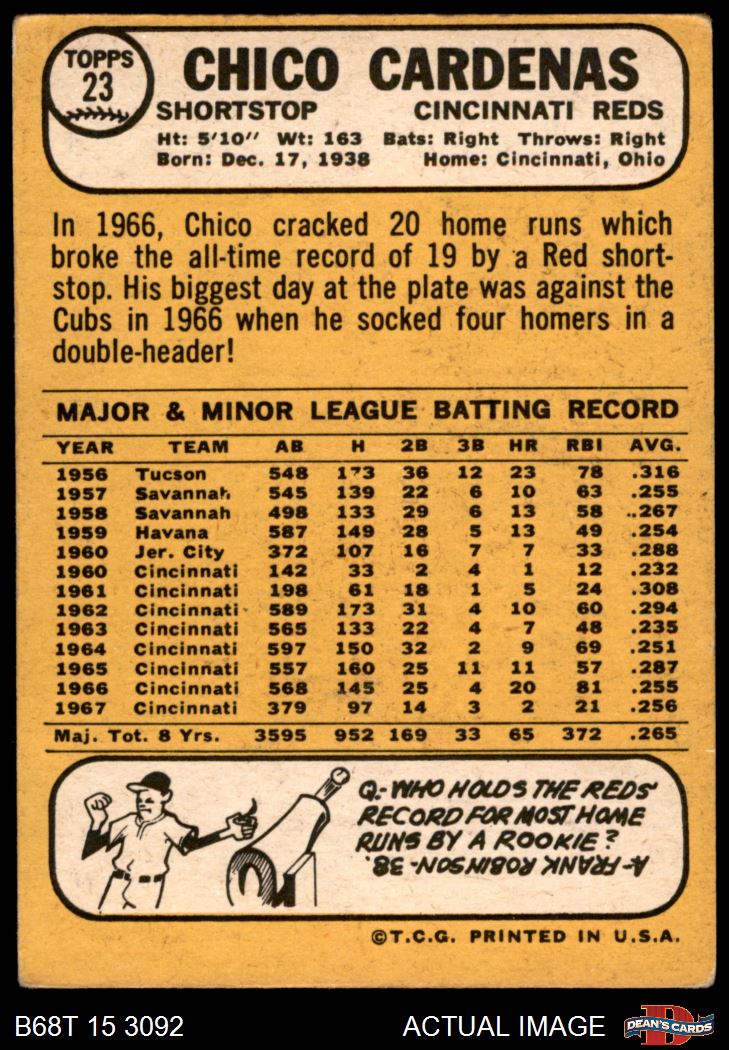 TOPPS
23
CHICO CARDENAS
SHORTSTOP CINCINNATI REDS
Ht: 5'10" Wt: 163 Bats: Right Throws: Right
Born: Dec. 17, 1938 Home: Cincinnati, Ohio
In 1966, Chico cracked 20 home runs which
broke the all-time record of 19 by a Red short-
stop. His biggest day at the plate was against the
Cubs in 1966 when he socked four homers in a
double-header!
MAJOR & MINOR LEAGUE BATTING RECORD
YEAR TEAM AB H 2B 3B HR RBI AVG.
1956 Tucson 548 173 36 12 23 78 .316
1957 Savannah 545 139 22 6 10 63 .255
1958 Savannah 498 133 29 6 13 58 .267
1959 Havana 587 149 28 5 13 49 .254
1960 Jer. City 372 107 16 7 7 33 .288
1960 Cincinnati 142 33 2 4 1 12 .232
1961 Cincinnati 198 61 18 1 5 24 .308
1962 Cincinnati 589 173 31 4 10 60 .294
1963 Cincinnati 565 133 22 4 7 48 .235
1964 Cincinnati 597 150 32 2 9 69 .251
1965 Cincinnati 557 160 25 11 11 57 .287
1966 Cincinnati 568 145 25 4 20 81 .255
1967 Cincinnati 379 97 14 3 2 21 .256
Maj. Tot. 8 Yrs. 3595 952 169 33 65 372 .265
Q:- WHO HOLDS THE REDS'
RECORD FOR MOST HOME
RUNS BY A ROOKIE?
A- FRANK ROBINSON- 38.
©T.C.G. PRINTED IN U.S.A.
B68T 15 3092 ACTUAL IMAGE
D
DEAN'S CARDS